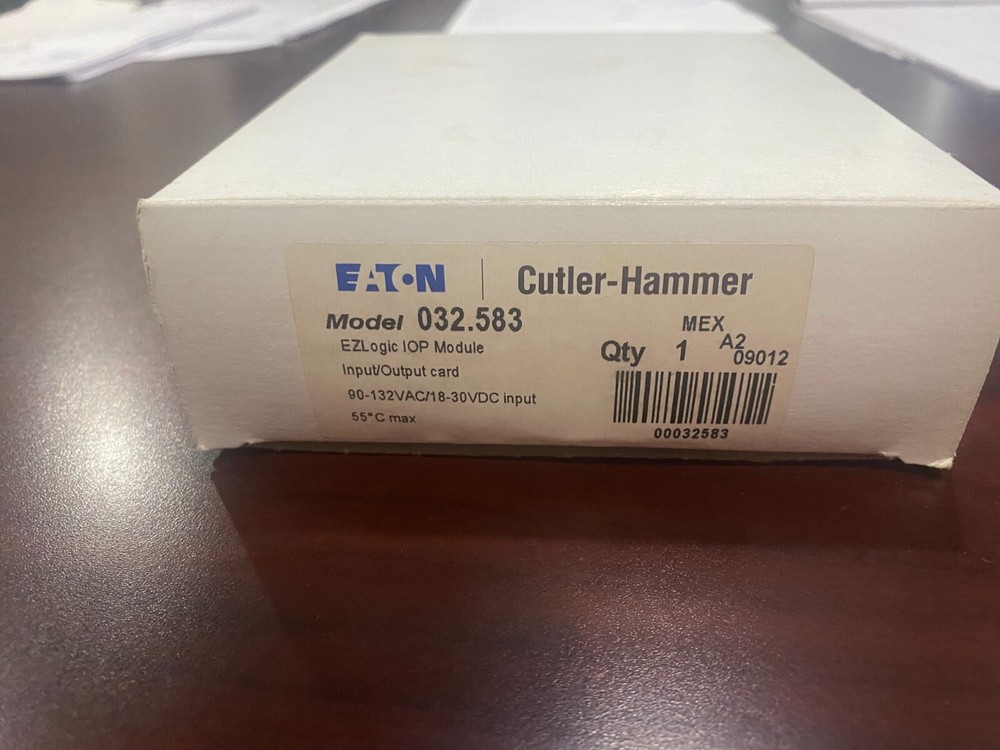 EATON | Cutler-Hammer
Model 032.583
EZLogic IOP Module
Input/Output card
90-132VAC/18-30VDC input
55°C max
MEX
Qty 1 A2
09012
00032583